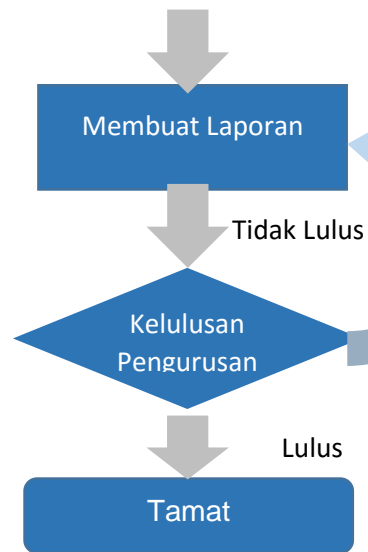 Membuat Laporan
Tidak Lulus
Kelulusan
Pengurusan
Lulus
Tamat